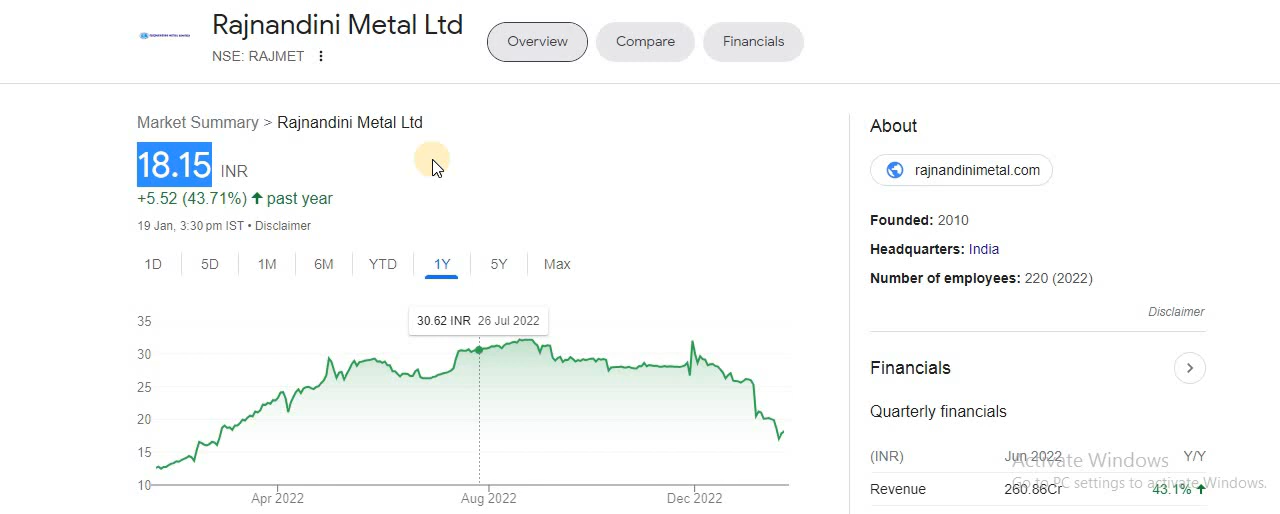 Rajnandini Metal Ltd
NSE: RAJMET
Overview
Compare
Financials
Market Summary > Rajnandini Metal Ltd
18.15 INR
+5.52 (43.71%) ↑ past year
19 Jan, 3:30 pm IST • Disclaimer
1D 5D 1M 6M YTD 1Y 5Y Max
30.62 INR 26 Jul 2022
35
30
25
20
15
10
Apr 2022 Aug 2022 Dec 2022
About
rajnandinimetal.com
Founded: 2010
Headquarters: India
Number of employees: 220 (2022)
Disclaimer
Financials
Quarterly financials
(INR) Jun 2022 Y/Y
Revenue 260.86Cr 43.1% ↑
Activate Windows
Go to PC settings to activate Windows.